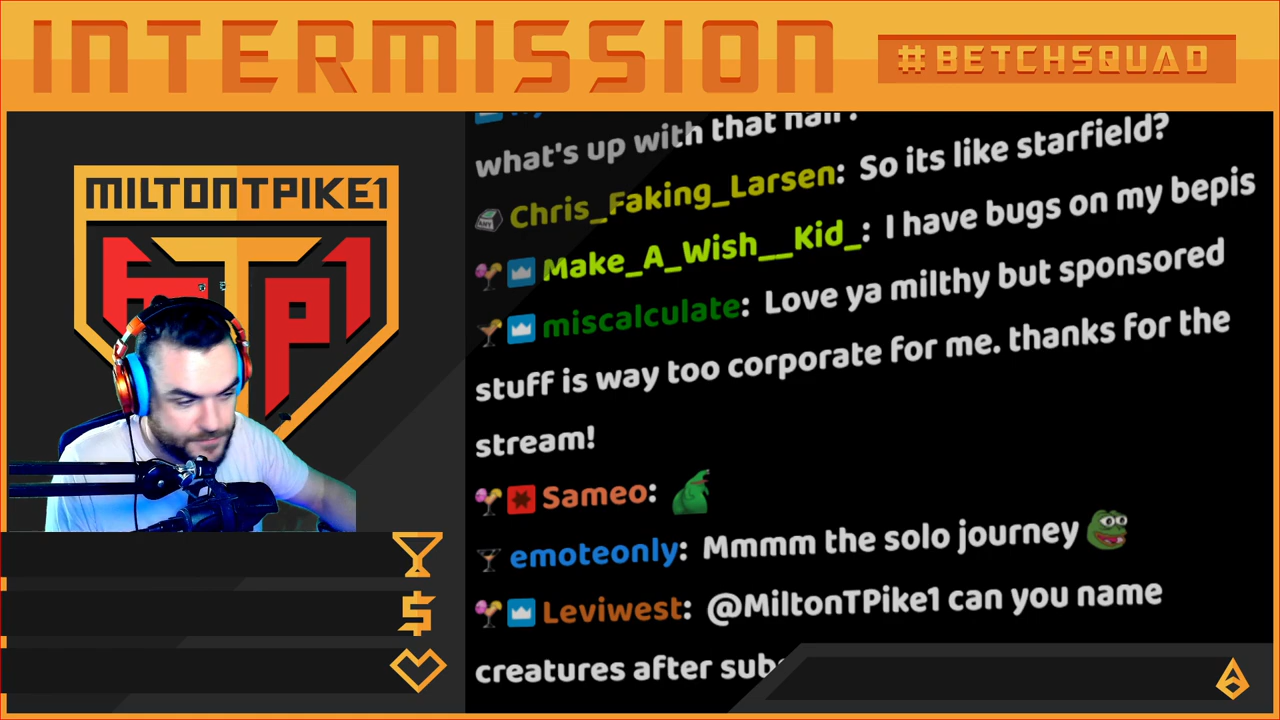 INTERMISSION
#BETCHSQUAD
MILTONTPIKE1
what's up with that hair?
Chris_Faking_Larsen: So its like starfield?
Make_A_Wish__Kid_: I have bugs on my bepis
miscalculate: Love ya milthy but sponsored
stuff is way too corporate for me. thanks for the
stream!
Sameo:
emoteonly: Mmmm the solo journey
Leviwest: @MiltonTPike1 can you name
creatures after subs